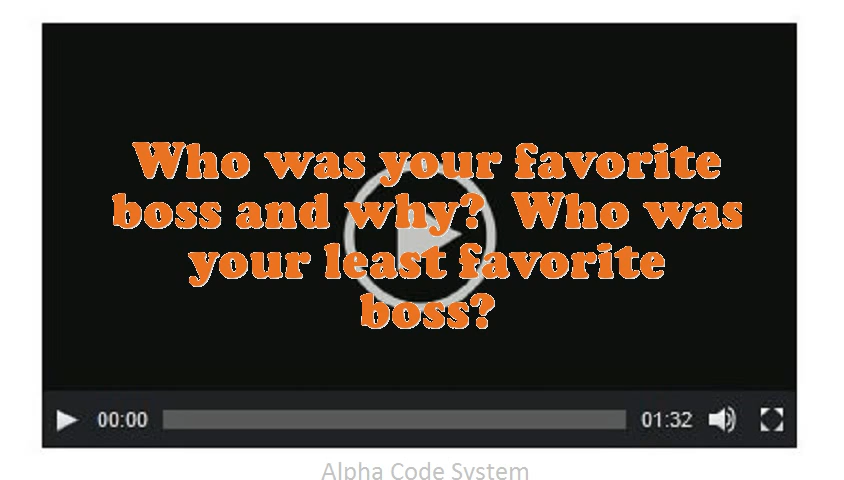 Who was your favorite
boss and why?  Who was
your least favorite
boss?
00:00
01:32
Alpha Code System